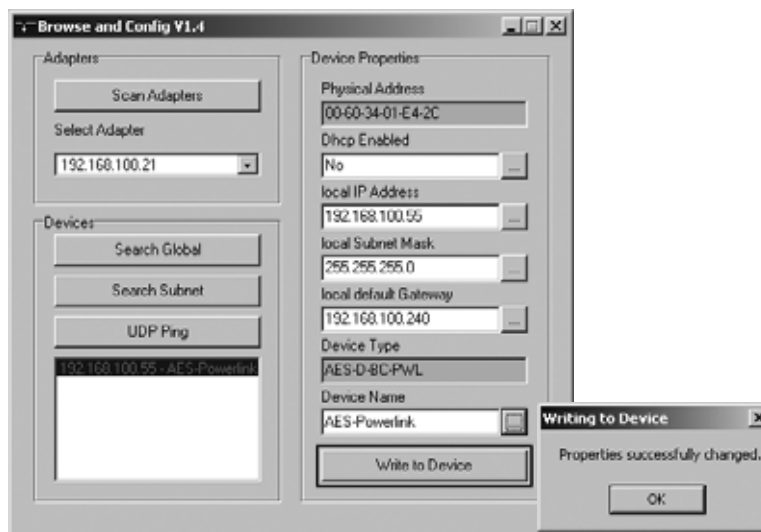 Browse and Config V1.4
Adapters
Scan Adapters
Select Adapter
192.168.100.21
Devices
Search Global
Search Subnet
UDP Ping
192.168.100.55 - AES-Powerlink
Device Properties
Physical Address
00-60-34-01-E4-2C
Dhcp Enabled
No
...
local IP Address
192.168.100.55
...
local Subnet Mask
255.255.255.0
...
local default Gateway
192.168.100.240
...
Device Type
AES-D-8C-PWL
Device Name
AES-Powerlink
Write to Device
Writing to Device
Properties successfully changed.
OK